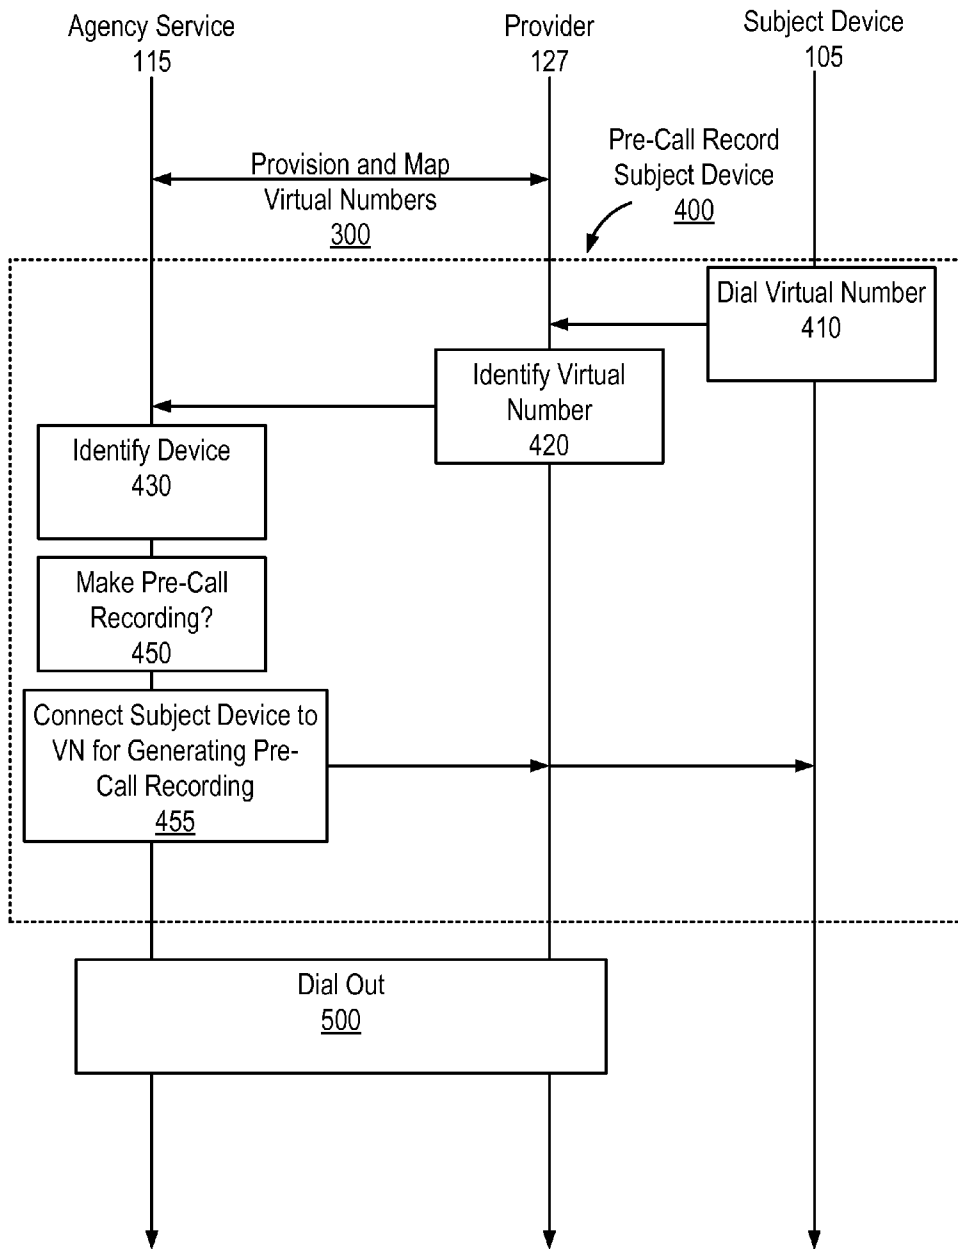 Agency Service
115
Provider
127
Subject Device
105
Provision and Map
Virtual Numbers
300
Pre-Call Record
Subject Device
400
Dial Virtual Number
410
Identify Virtual
Number
420
Identify Device
430
Make Pre-Call
Recording?
450
Connect Subject Device to
VN for Generating Pre-
Call Recording
455
Dial Out
500